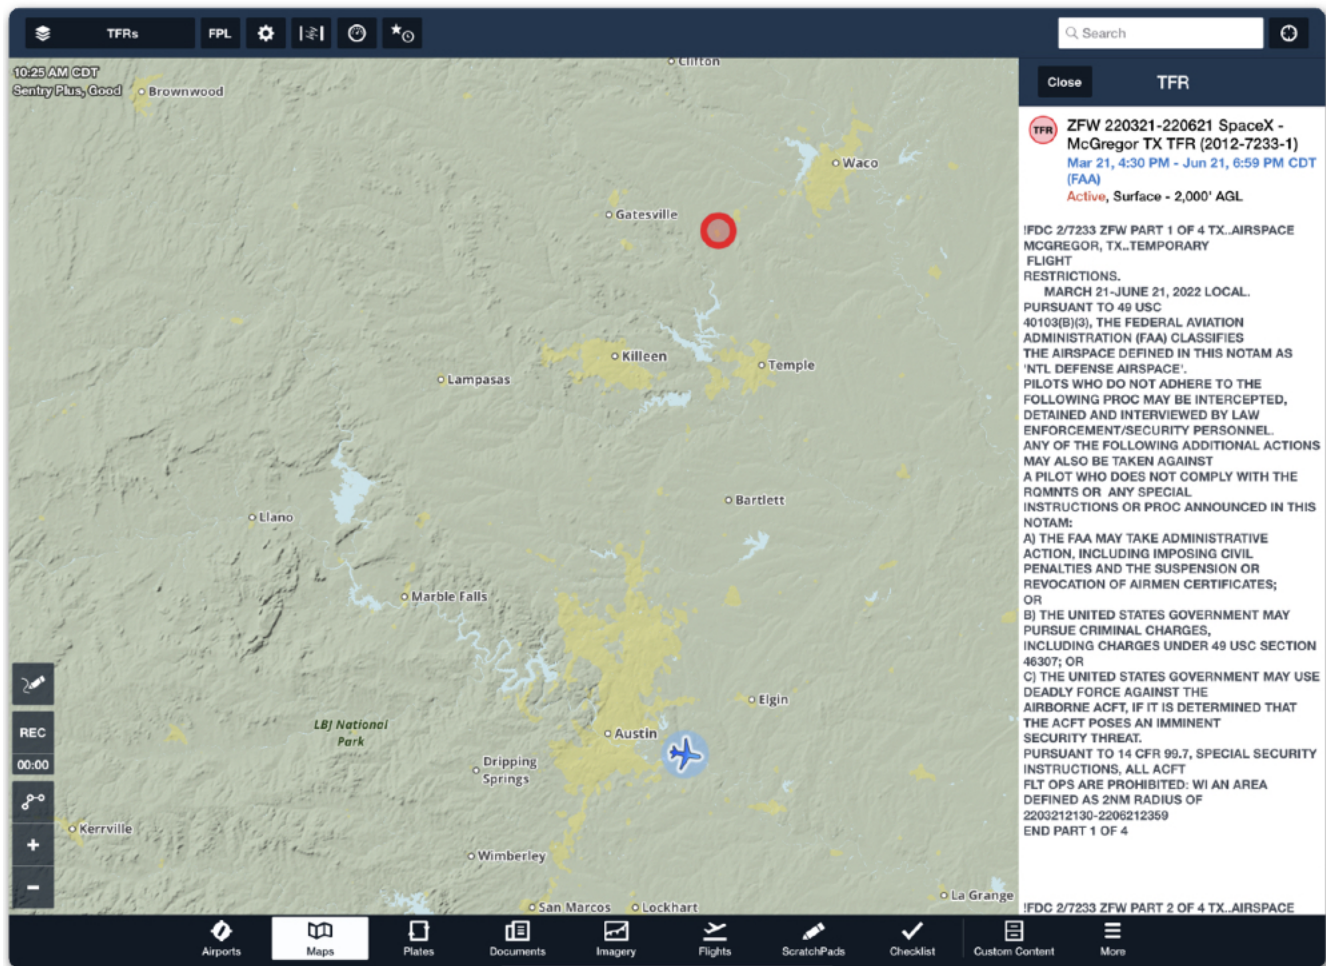 TFRs
FPL
REC
00:00
Search
10:25 AM CDT
Sentry Plus, Good
Clifton
Brownwood
Waco
Gatesville
Killeen
Temple
Lampasas
Bartlett
Llano
Marble Falls
Elgin
LBJ National
Park
Austin
Dripping
Springs
Kerrville
Wimberley
San Marcos
Lockhart
La Grange
Close
TFR
TFR
ZFW 220321-220621 SpaceX -
McGregor TX TFR (2012-7233-1)
Mar 21, 4:30 PM - Jun 21, 6:59 PM CDT
(FAA)
Active, Surface - 2,000' AGL
!FDC 2/7233 ZFW PART 1 OF 4 TX..AIRSPACE
MCGREGOR, TX..TEMPORARY
FLIGHT
RESTRICTIONS.
MARCH 21-JUNE 21, 2022 LOCAL.
PURSUANT TO 49 USC
40103(B)(3), THE FEDERAL AVIATION
ADMINISTRATION (FAA) CLASSIFIES
THE AIRSPACE DEFINED IN THIS NOTAM AS
'NTL DEFENSE AIRSPACE'.
PILOTS WHO DO NOT ADHERE TO THE
FOLLOWING PROC MAY BE INTERCEPTED,
DETAINED AND INTERVIEWED BY LAW
ENFORCEMENT/SECURITY PERSONNEL.
ANY OF THE FOLLOWING ADDITIONAL ACTIONS
MAY ALSO BE TAKEN AGAINST
A PILOT WHO DOES NOT COMPLY WITH THE
RQMNTS OR ANY SPECIAL
INSTRUCTIONS OR PROC ANNOUNCED IN THIS
NOTAM:
A) THE FAA MAY TAKE ADMINISTRATIVE
ACTION, INCLUDING IMPOSING CIVIL
PENALTIES AND THE SUSPENSION OR
REVOCATION OF AIRMEN CERTIFICATES;
OR
B) THE UNITED STATES GOVERNMENT MAY
PURSUE CRIMINAL CHARGES,
INCLUDING CHARGES UNDER 49 USC SECTION
46307; OR
C) THE UNITED STATES GOVERNMENT MAY USE
DEADLY FORCE AGAINST THE
AIRBORNE ACFT, IF IT IS DETERMINED THAT
THE ACFT POSES AN IMMINENT
SECURITY THREAT.
PURSUANT TO 14 CFR 99.7, SPECIAL SECURITY
INSTRUCTIONS, ALL ACFT
FLT OPS ARE PROHIBITED: WI AN AREA
DEFINED AS 2NM RADIUS OF
2203212130-2206212359
END PART 1 OF 4
!FDC 2/7233 ZFW PART 2 OF 4 TX..AIRSPACE
Airports
Maps
Plates
Documents
Imagery
Flights
ScratchPads
Checklist
Custom Content
More